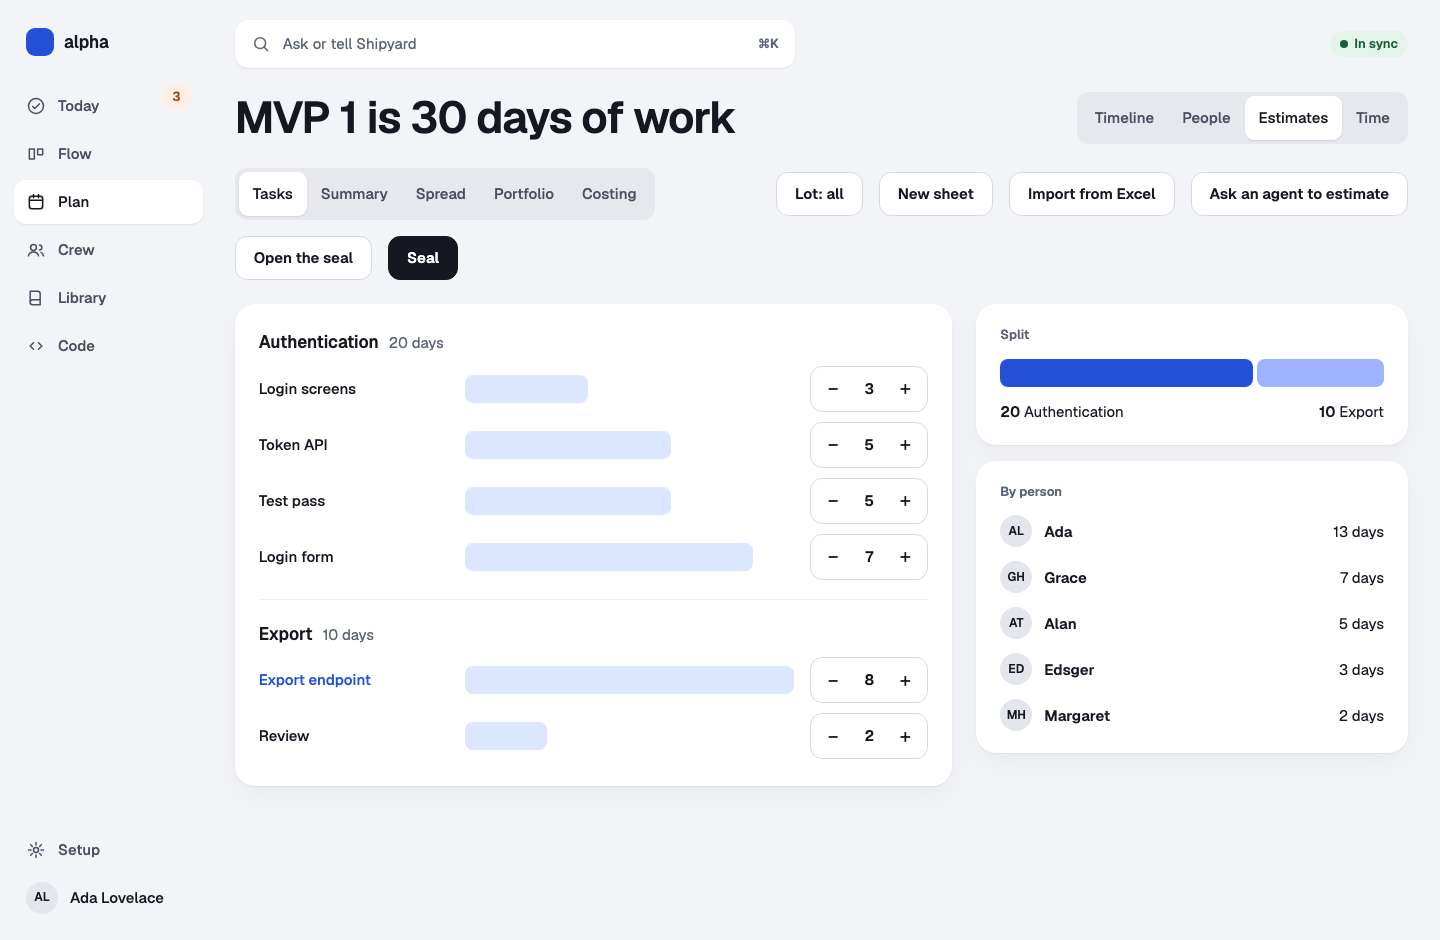 alpha
Ask or tell Shipyard ⌘K
In sync
Today 3
Flow
Plan
Crew
Library
Code
MVP 1 is 30 days of work
Timeline People Estimates Time
Tasks Summary Spread Portfolio Costing
Lot: all New sheet Import from Excel Ask an agent to estimate
Open the seal Seal
Authentication 20 days
Login screens − 3 +
Token API − 5 +
Test pass − 5 +
Login form − 7 +
Export 10 days
Export endpoint − 8 +
Review − 2 +
Split
20 Authentication 10 Export
By person
AL Ada 13 days
GH Grace 7 days
AT Alan 5 days
ED Edsger 3 days
MH Margaret 2 days
Setup
AL Ada Lovelace